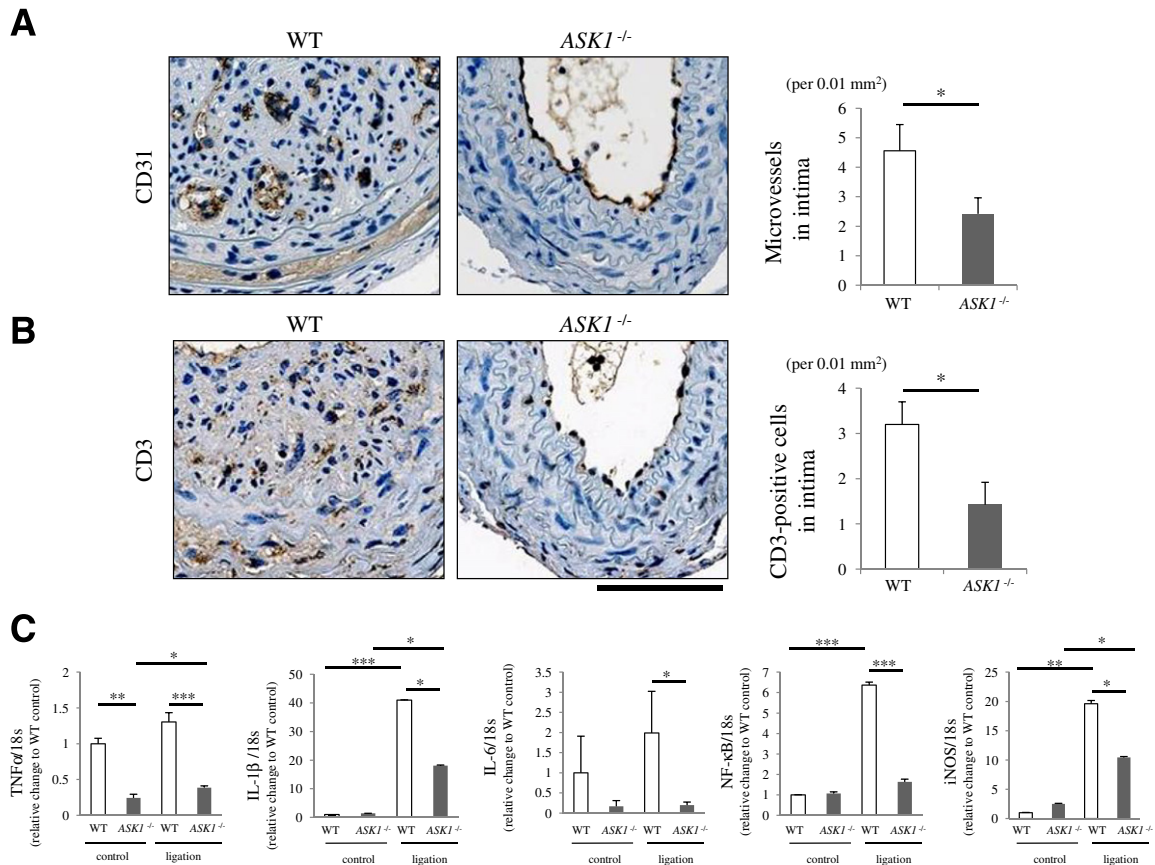 A
WT
ASK1 -/-
CD31
(per 0.01 mm2)
*
Microvessels
in intima
6
5
4
3
2
1
0
WT
ASK1 -/-
B
WT
ASK1 -/-
CD3
(per 0.01 mm2)
*
CD3-positive cells
in intima
4
3
2
1
0
WT
ASK1 -/-
C
TNFα/18s
(relative change to WT control)
2
1.5
1
0.5
0
*
**
***
WT
ASK1 -/-
WT
ASK1 -/-
control
ligation
IL-1β /18s
(relative change to WT control)
50
40
30
20
10
0
*
***
*
WT
ASK1 -/-
WT
ASK1 -/-
control
ligation
IL-6/18s
(relative change to WT control)
3.5
3
2.5
2
1.5
1
0.5
0
*
WT
ASK1 -/-
WT
ASK1 -/-
control
ligation
NF-κB/18s
(relative change to WT control)
7
6
5
4
3
2
1
0
***
***
WT
ASK1 -/-
WT
ASK1 -/-
control
ligation
iNOS/18s
(relative change to WT control)
25
20
15
10
5
0
*
**
*
WT
ASK1 -/-
WT
ASK1 -/-
control
ligation